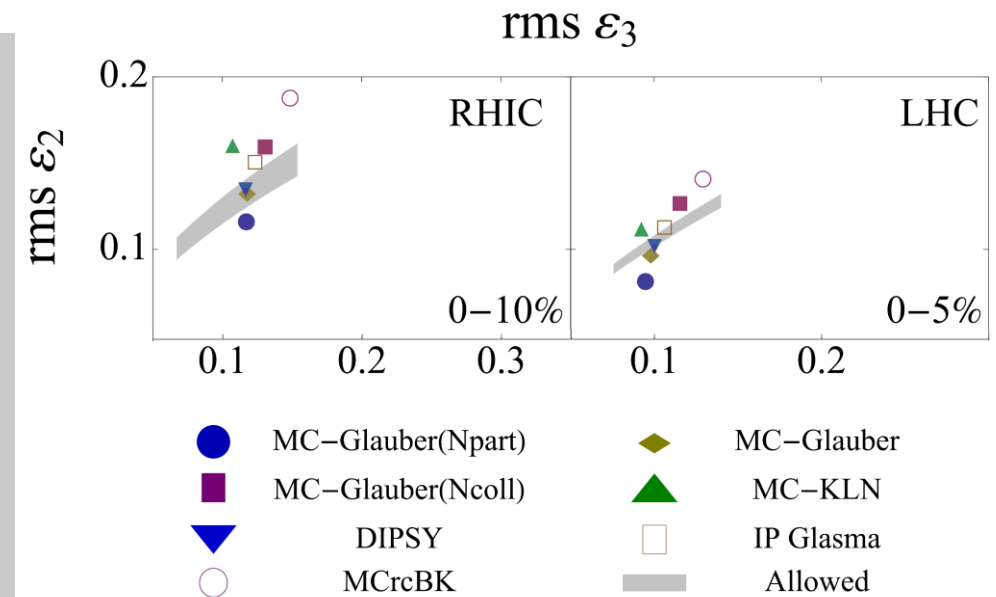 rms ε3
rms ε2
0.2
0.1
RHIC
LHC
0−10%
0−5%
0.1 0.2 0.3 0.1 0.2
MC−Glauber(Npart) MC−Glauber
MC−Glauber(Ncoll) MC−KLN
DIPSY IP Glasma
MCrcBK Allowed